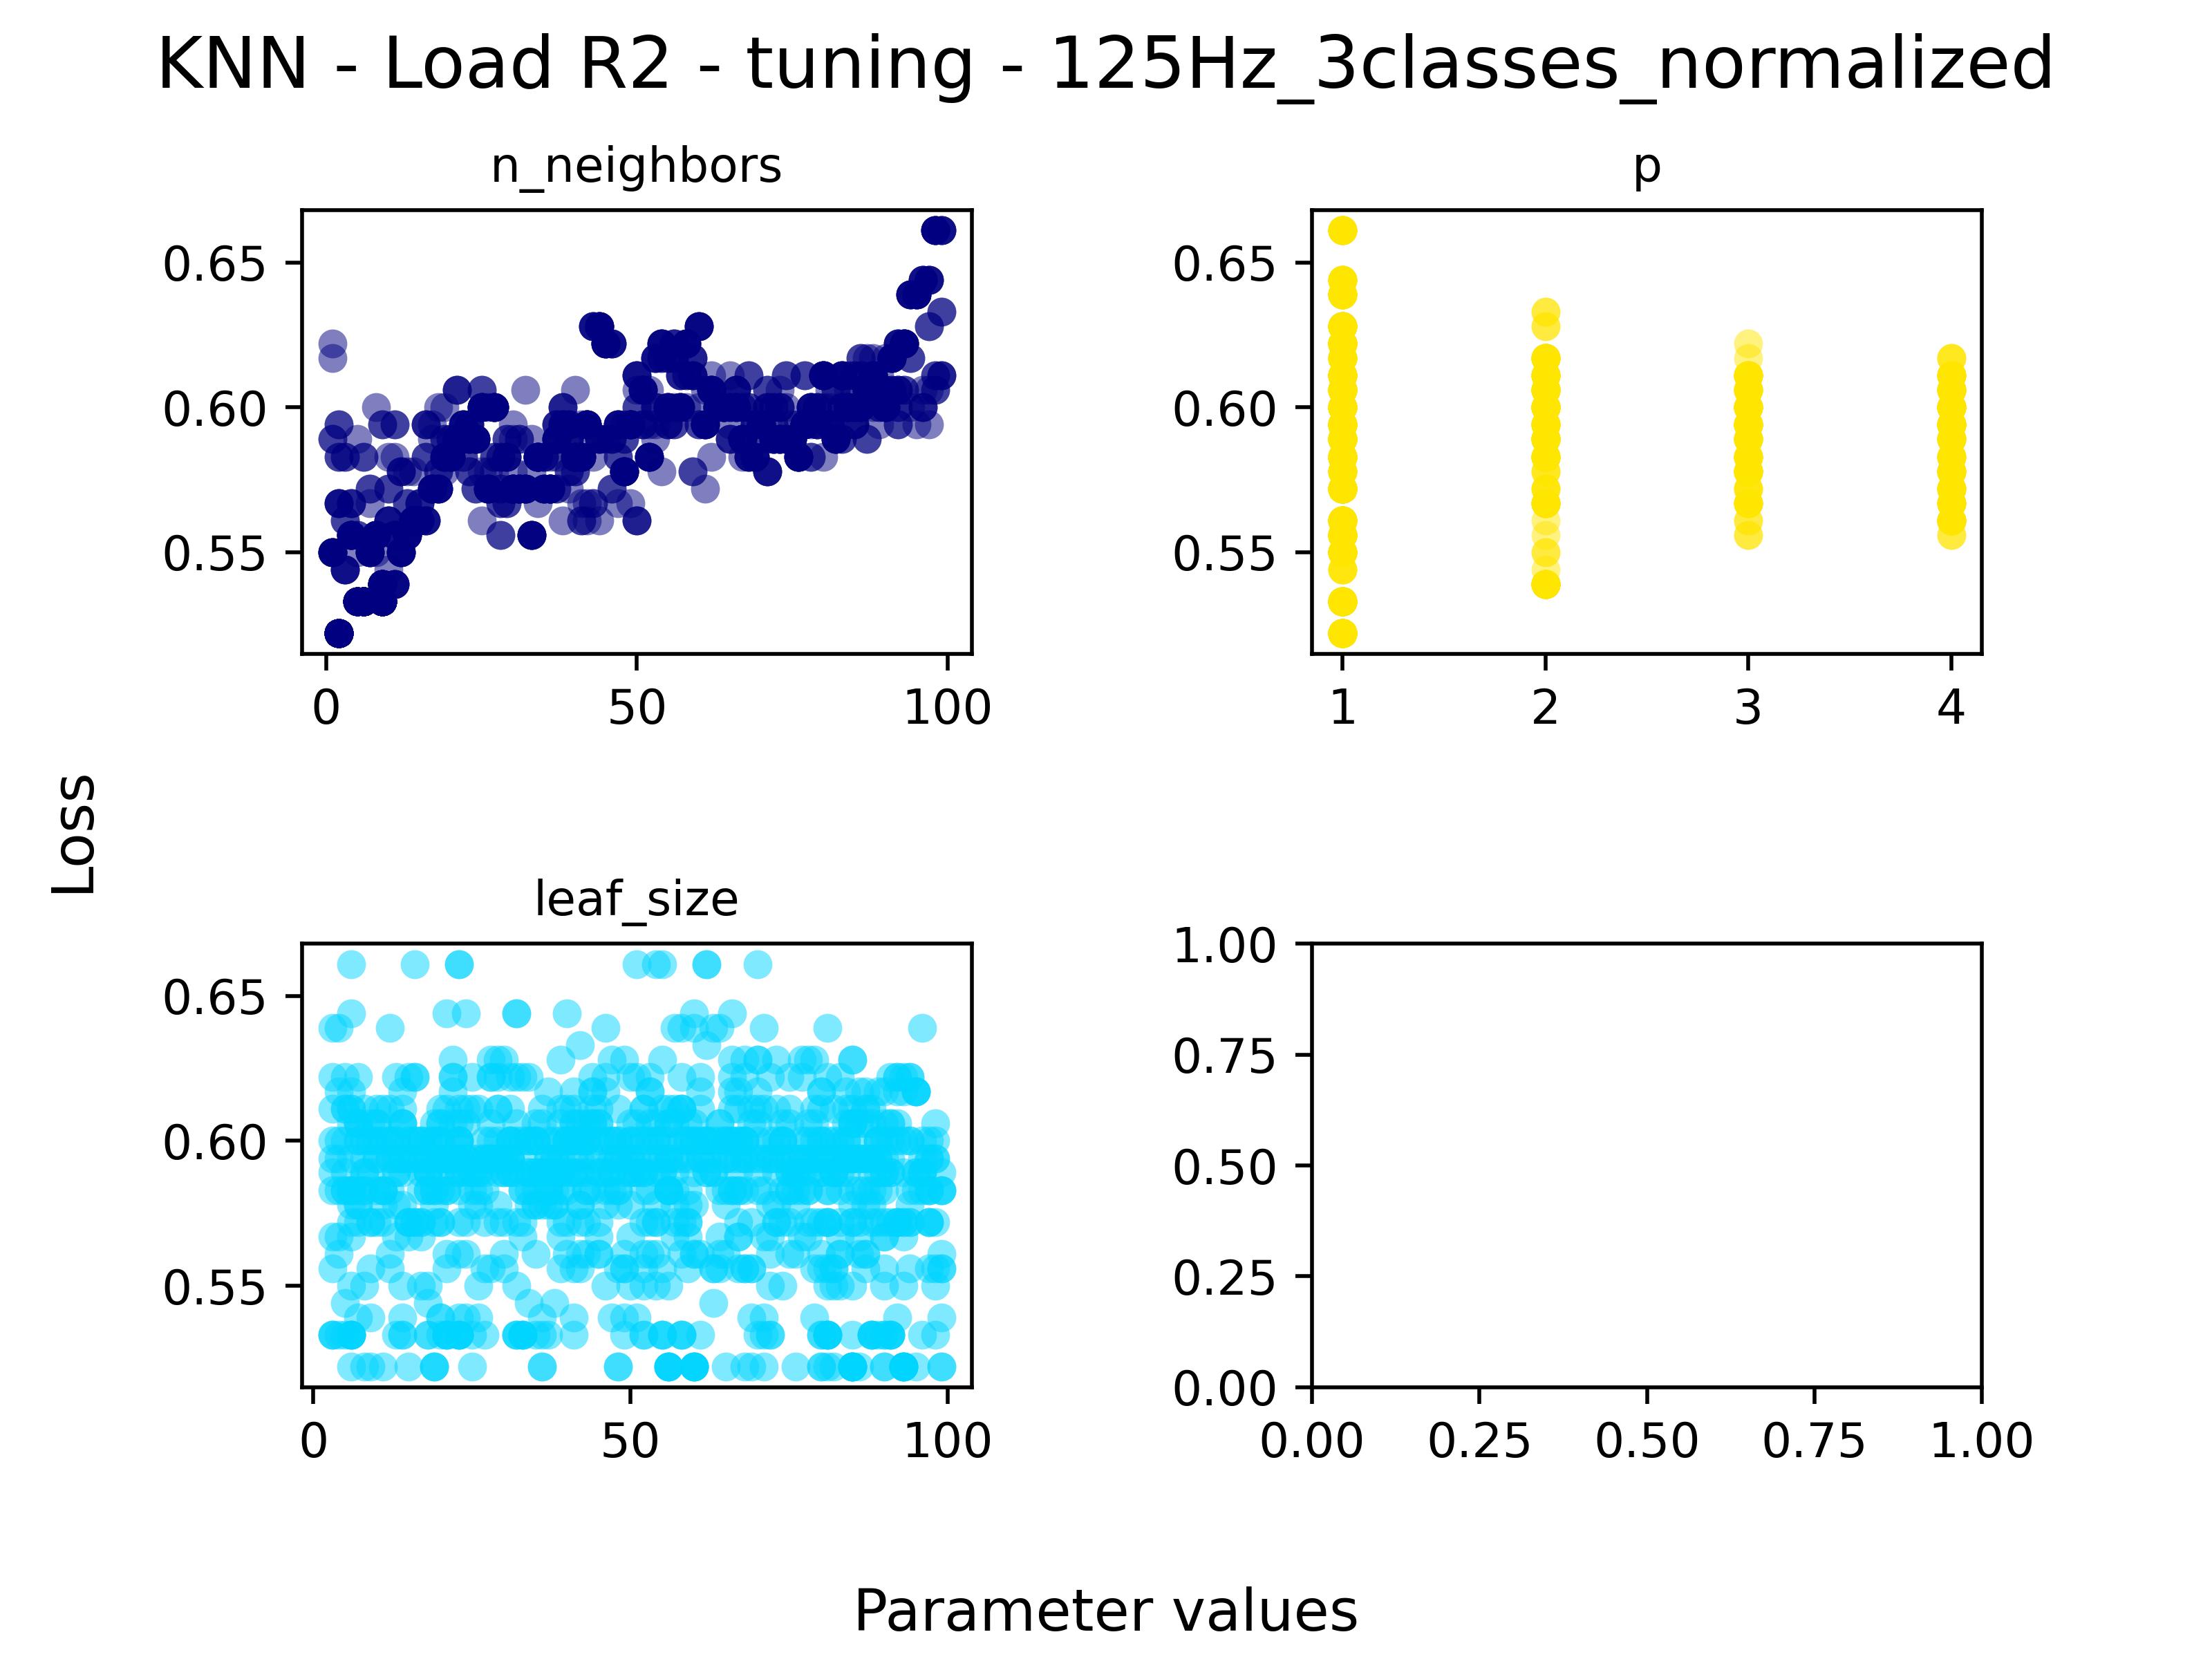 KNN - Load R2 - tuning - 125Hz_3classes_normalized
n_neighbors
0.65
0.60
0.55
0 50 100
p
0.65
0.60
0.55
1 2 3 4
Loss
leaf_size
0.65
0.60
0.55
0 50 100
1.00
0.75
0.50
0.25
0.00
0.00 0.25 0.50 0.75 1.00
Parameter values